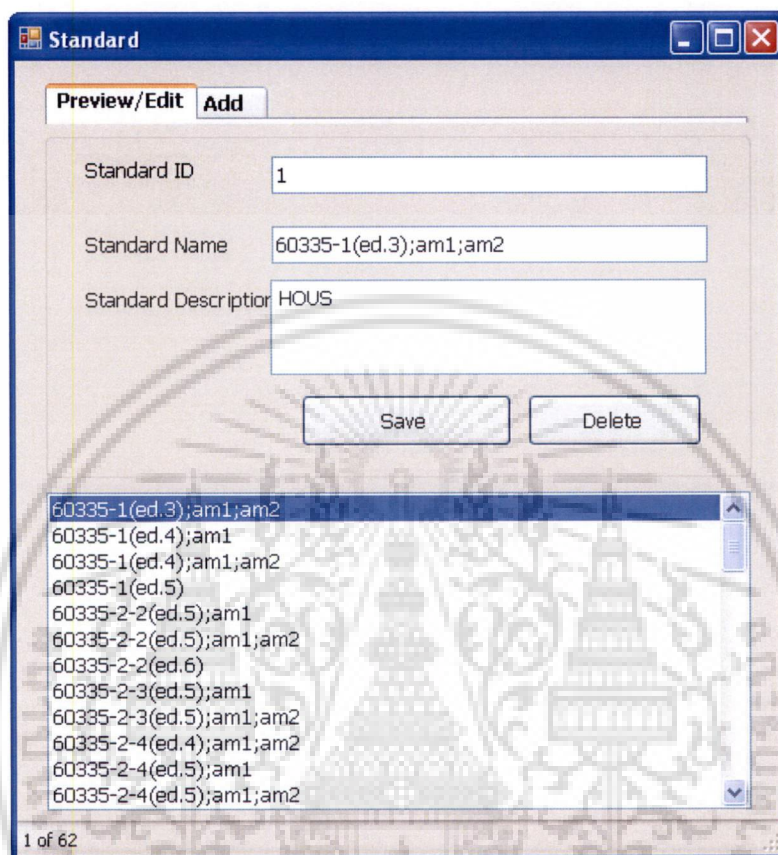 Standard
Preview/Edit Add
Standard ID 1
Standard Name 60335-1(ed.3);am1;am2
Standard Description HOUS
Save Delete
60335-1(ed.3);am1;am2
60335-1(ed.4);am1
60335-1(ed.4);am1;am2
60335-1(ed.5)
60335-2-2(ed.5);am1
60335-2-2(ed.5);am1;am2
60335-2-2(ed.6)
60335-2-3(ed.5);am1
60335-2-3(ed.5);am1;am2
60335-2-4(ed.4);am1;am2
60335-2-4(ed.5);am1
60335-2-4(ed.5);am1;am2
1 of 62